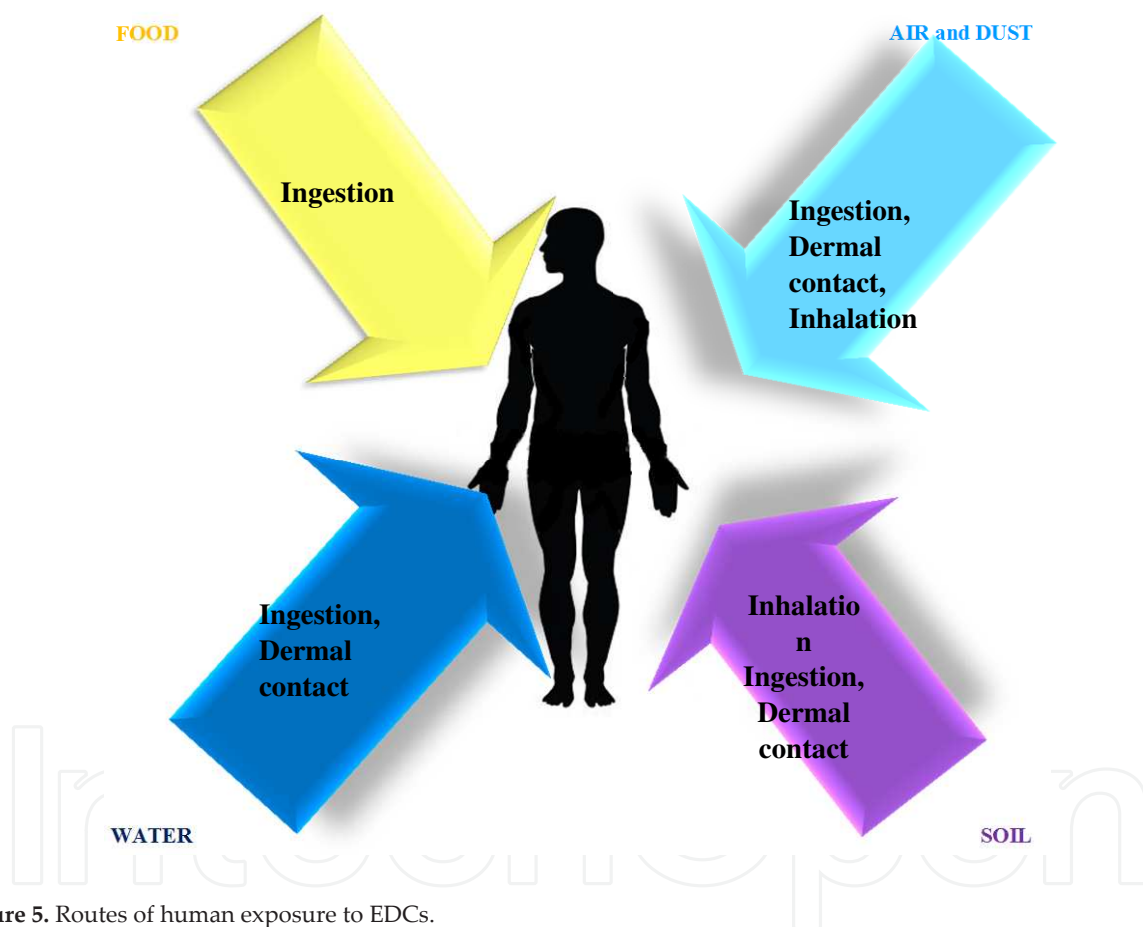 FOOD
AIR and DUST
Ingestion
Ingestion,
Dermal
contact,
Inhalation
Ingestion,
Dermal
contact
Inhalatio
n
Ingestion,
Dermal
contact
WATER
SOIL
ure 5. Routes of human exposure to EDCs.